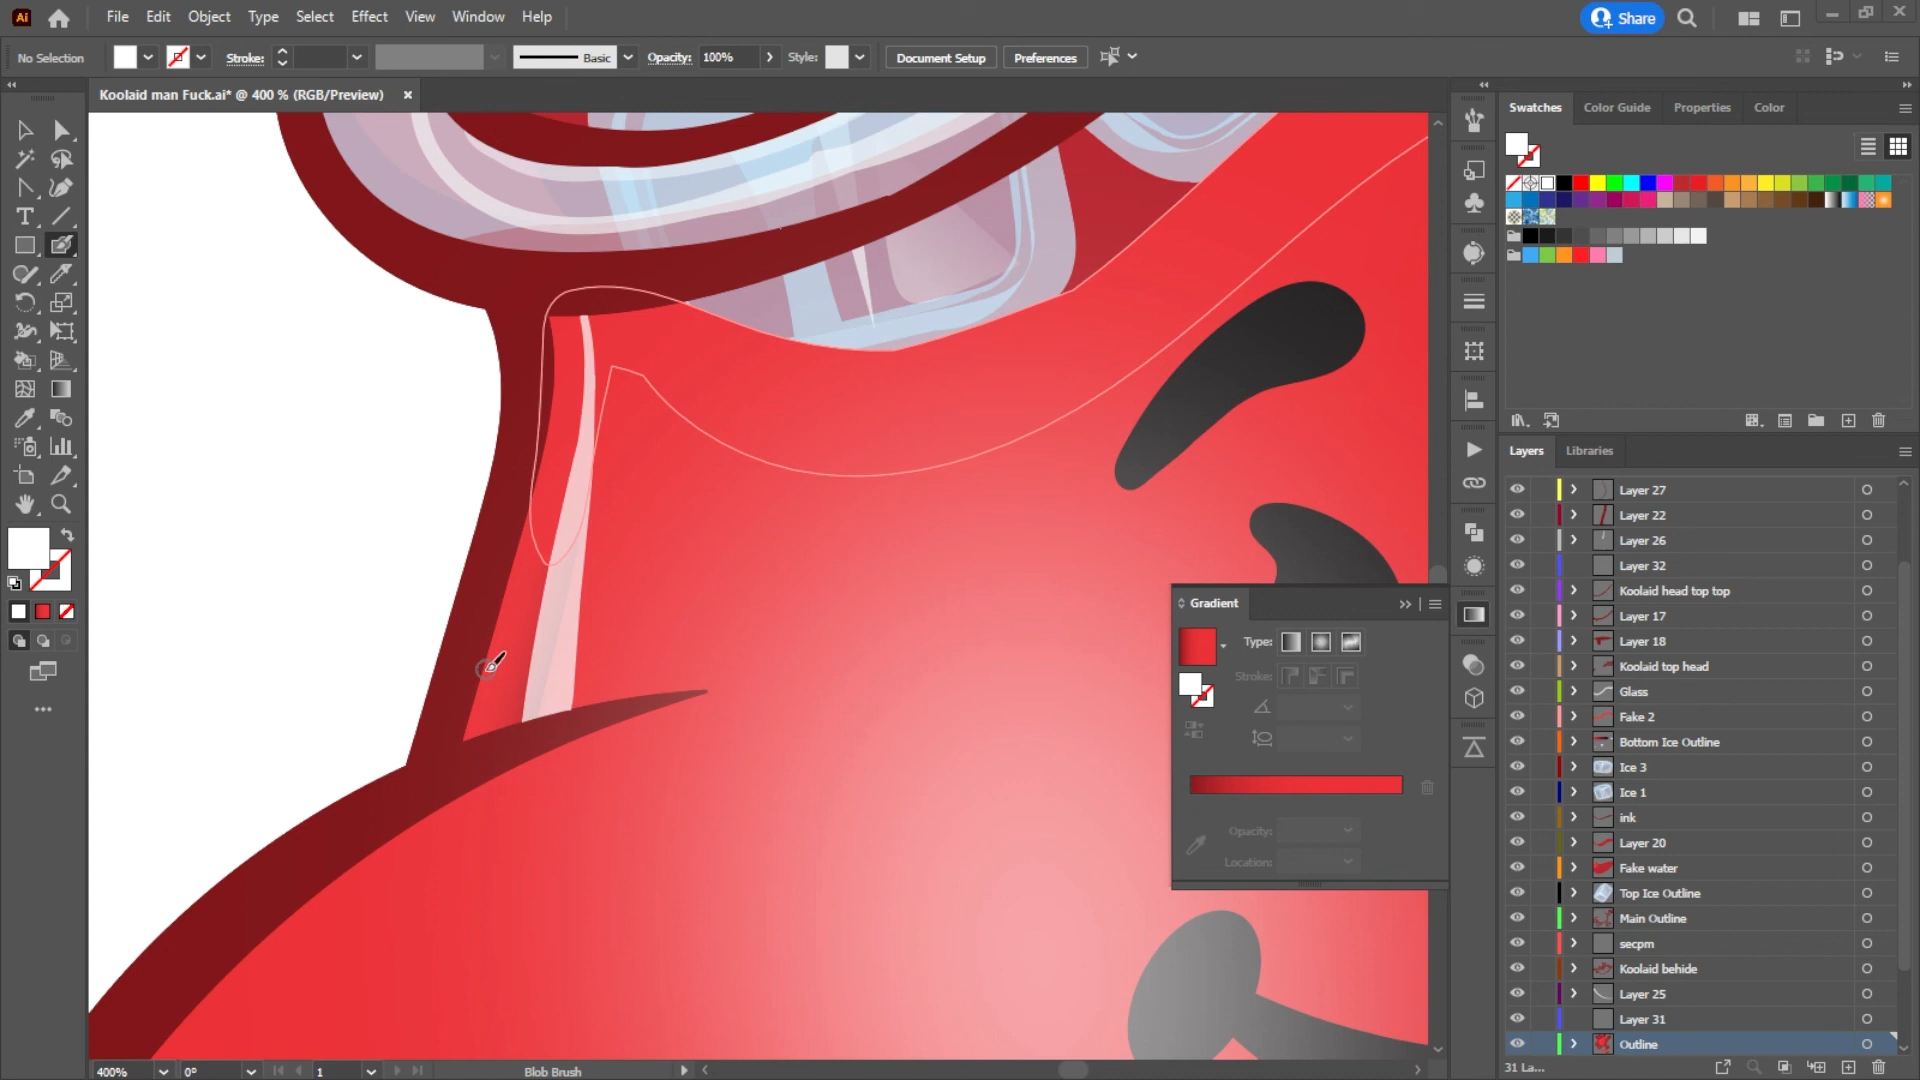 Ai File Edit Object Type Select Effect View Window Help Share
No Selection Stroke: Basic Opacity: 100% Style: Document Setup Preferences
Koolaid man Fuck.ai* @ 400 % (RGB/Preview) ×
Swatches Color Guide Properties Color
Layers Libraries
Layer 27
Layer 22
Layer 26
Layer 32
Koolaid head top top
Layer 17
Layer 18
Koolaid top head
Glass
Fake 2
Bottom Ice Outline
Ice 3
Ice 1
ink
Layer 20
Fake water
Top Ice Outline
Main Outline
secpm
Koolaid behide
Layer 25
Layer 31
Outline
31 La...
Gradient
Type:
Stroke:
Opacity:
Location:
400% 0° 1 Blob Brush